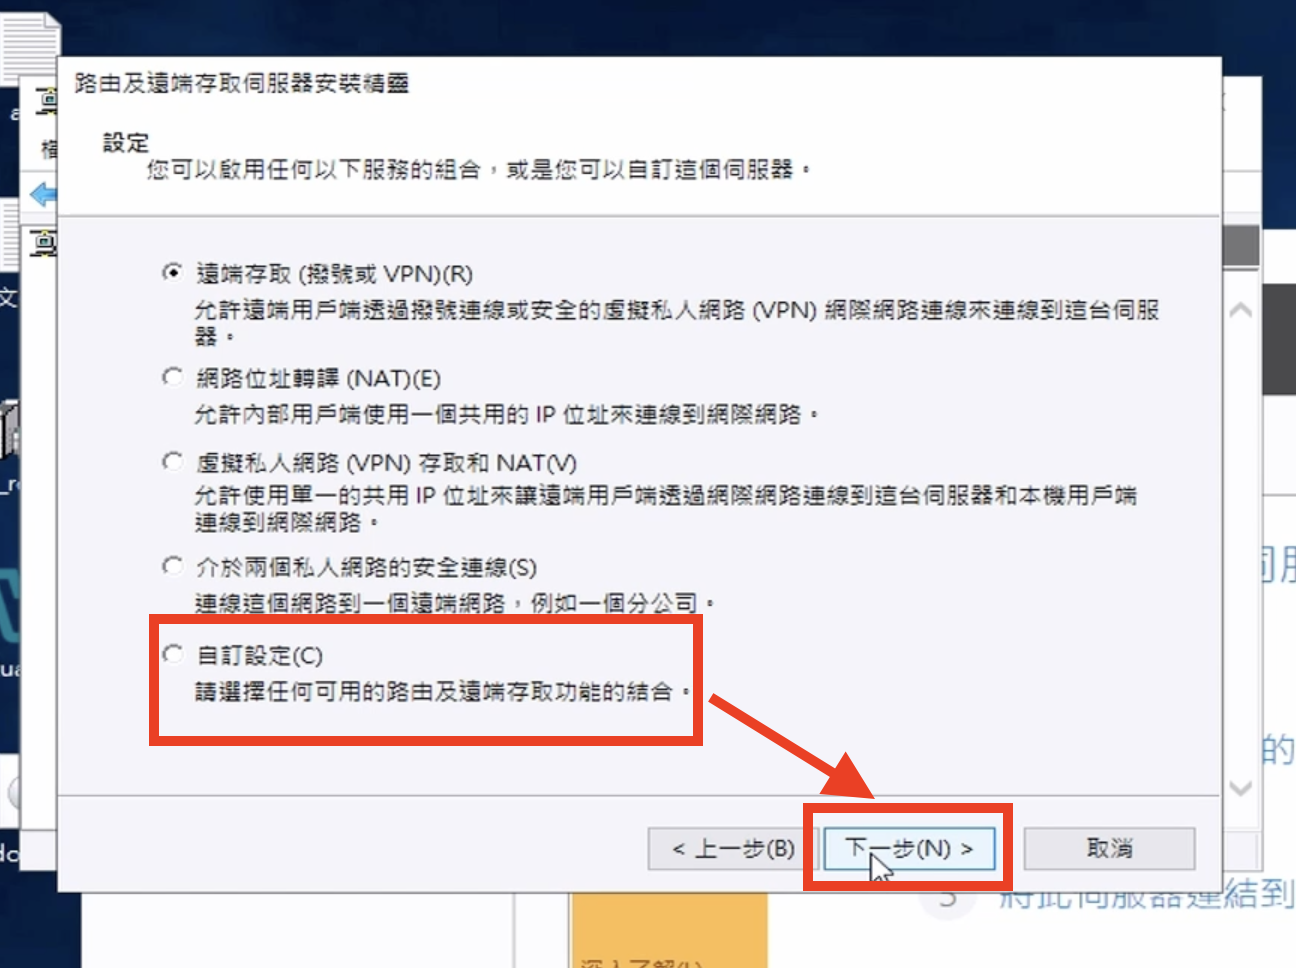 路由及遠端存取伺服器安裝精靈
設定
您可以啟用任何以下服務的組合，或是您可以自訂這個伺服器。
遠端存取 (撥號或 VPN)(R)
允許遠端用戶端透過撥號連線或安全的虛擬私人網路 (VPN) 網際網路連線來連線到這台伺服
器。
網路位址轉譯 (NAT)(E)
允許內部用戶端使用一個共用的 IP 位址來連線到網際網路。
虛擬私人網路 (VPN) 存取和 NAT(V)
允許使用單一的共用 IP 位址來讓遠端用戶端透過網際網路連線到這台伺服器和本機用戶端
連線到網際網路。
介於兩個私人網路的安全連線(S)
連線這個網路到一個遠端網路，例如一個分公司。
自訂設定(C)
請選擇任何可用的路由及遠端存取功能的結合。
的
< 上一步(B)
下一步(N) >
取消
將此伺服器連結到